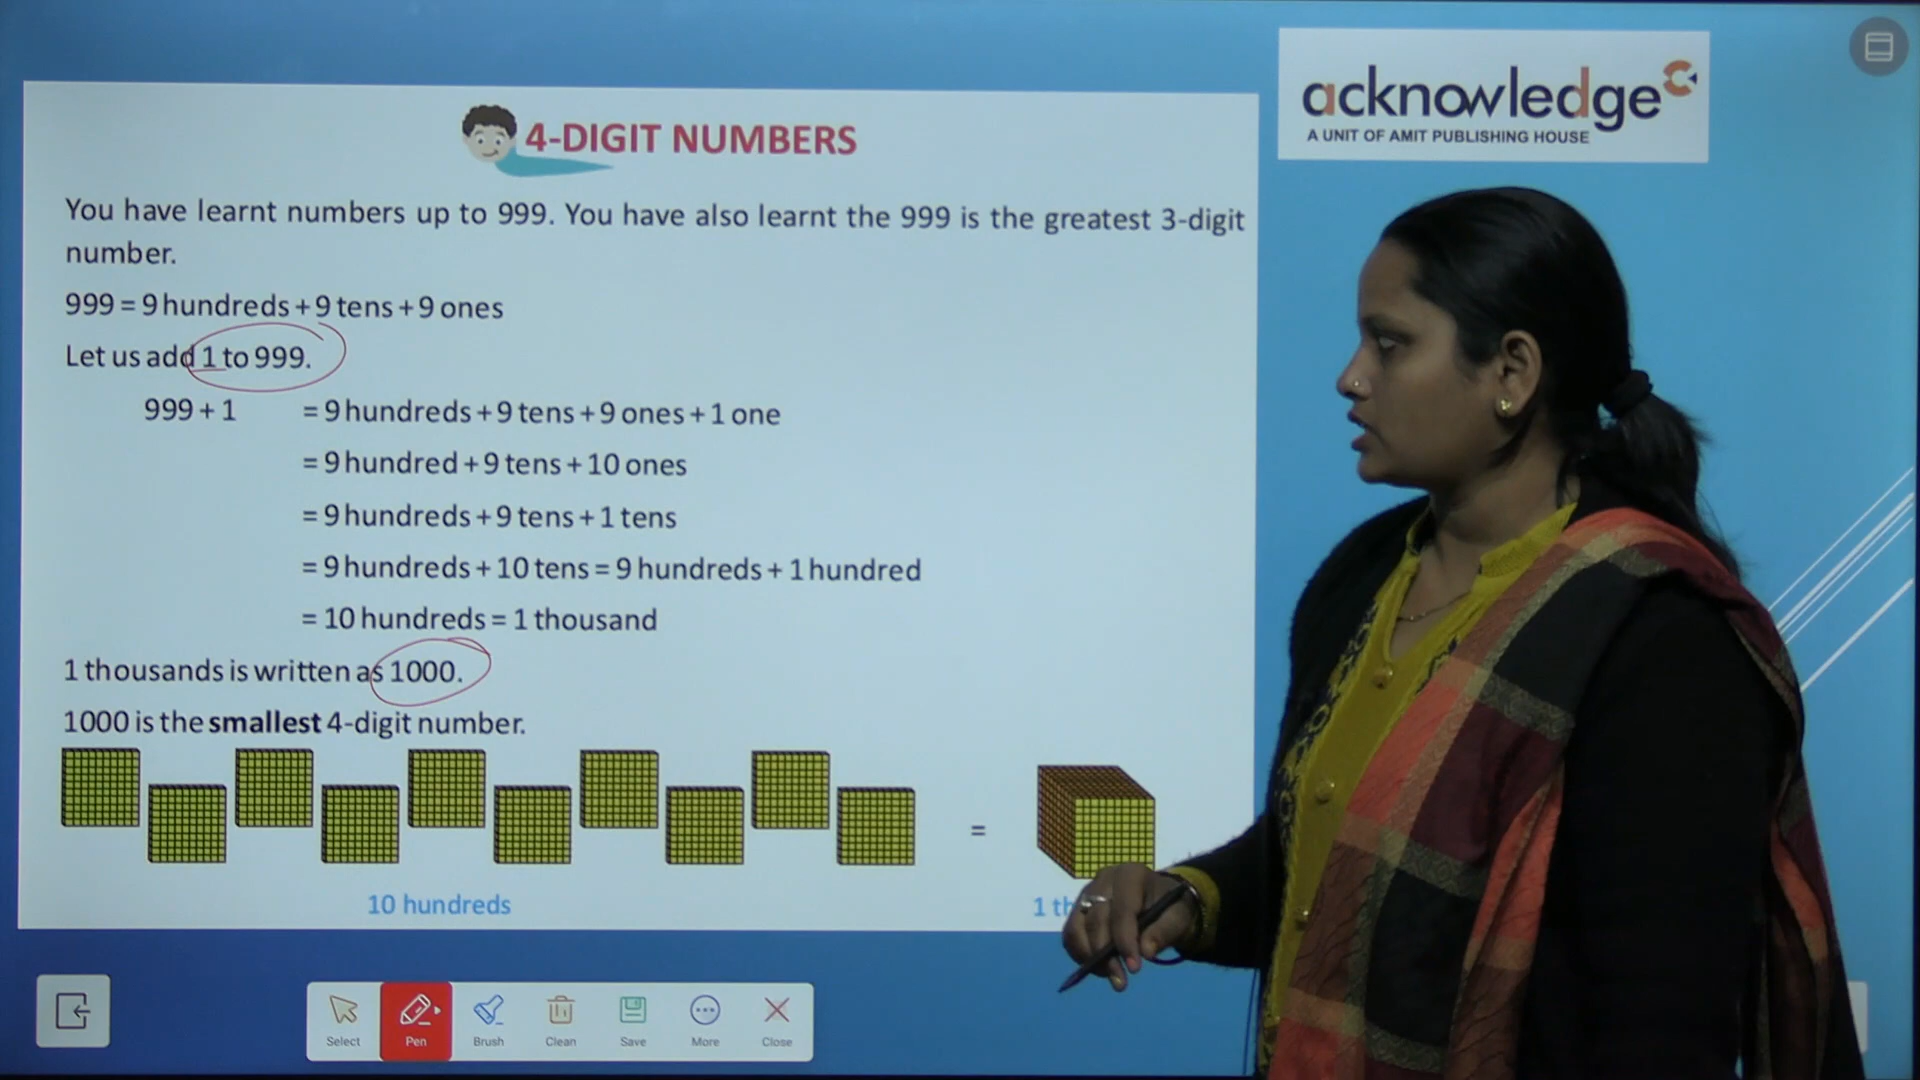 acknowledge
A UNIT OF AMIT PUBLISHING HOUSE
4-DIGIT NUMBERS
You have learnt numbers up to 999. You have also learnt the 999 is the greatest 3-digit
number.
999 = 9 hundreds + 9 tens + 9 ones
Let us add 1 to 999.
999 + 1 = 9 hundreds + 9 tens + 9 ones + 1 one
= 9 hundred + 9 tens + 10 ones
= 9 hundreds + 9 tens + 1 tens
= 9 hundreds + 10 tens = 9 hundreds + 1 hundred
= 10 hundreds = 1 thousand
1 thousands is written as 1000.
1000 is the smallest 4-digit number.
=
10 hundreds
1 th
Select Pen Brush Clean Save More Close